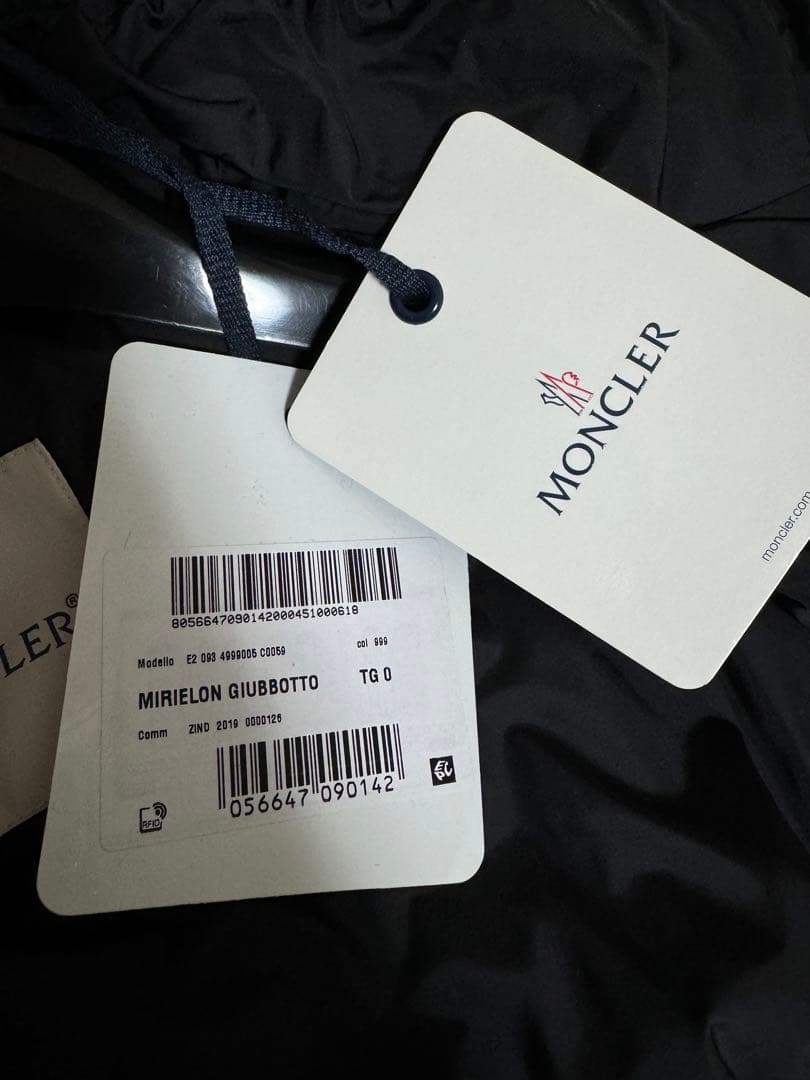 MONCLER
moncler.com
LER®
8056647090142000451000618
Modello E2 093 4999005 C0059 col 999
MIRIELON GIUBBOTTO TG 0
Comm ZIND 2019 0000126
056647 090142
RFID